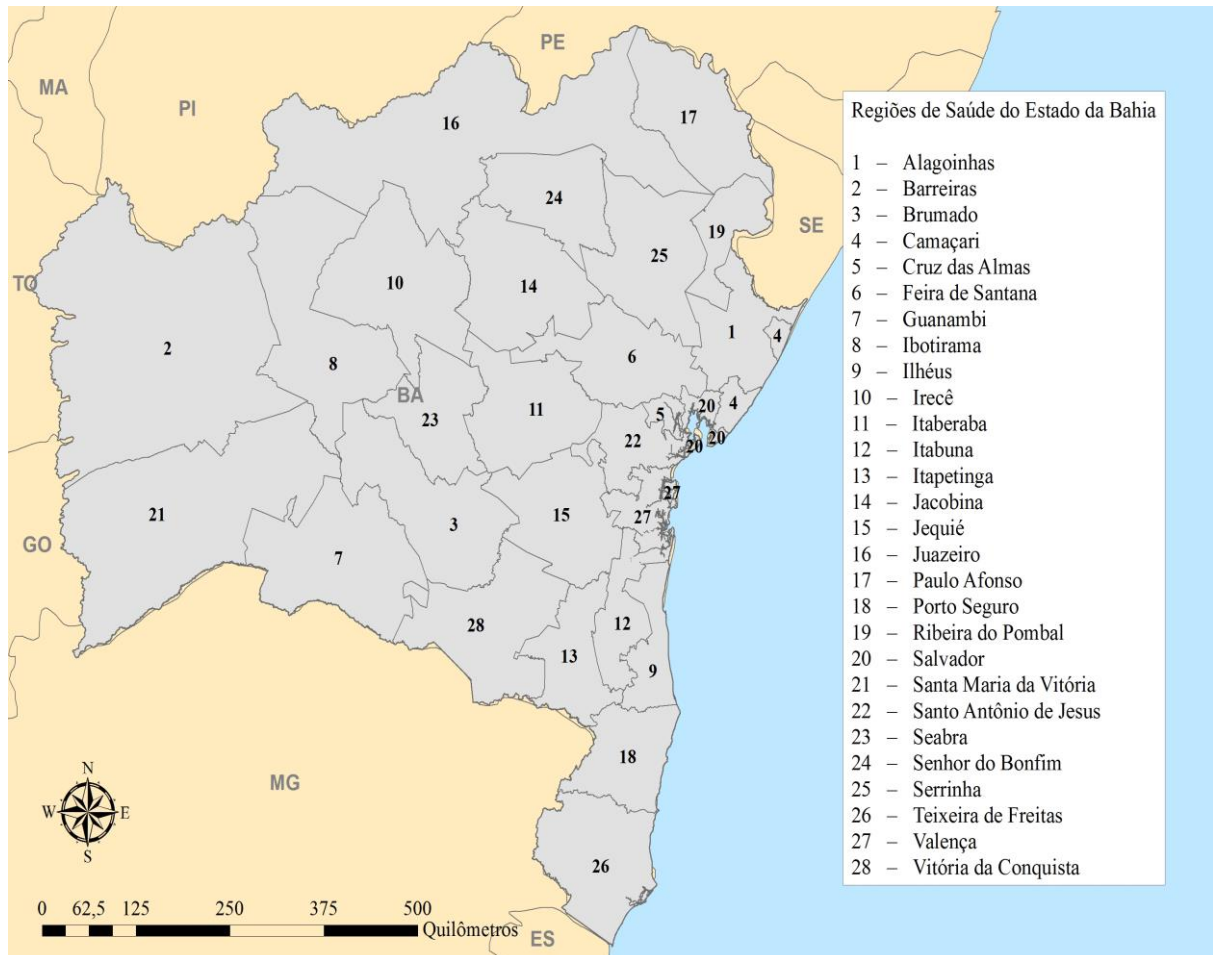 PE
MA
PI
16
17
24
19
SE
25
TO
10
14
2
1
4
8
6
BA
23
11
5
20
4
22
20
20
27
21
3
15
27
GO
7
28
12
13
9
18
MG
26
ES
N
W
E
S
0 62,5 125 250 375 500
Quilômetros
Regiões de Saúde do Estado da Bahia
1 – Alagoinhas
2 – Barreiras
3 – Brumado
4 – Camaçari
5 – Cruz das Almas
6 – Feira de Santana
7 – Guanambi
8 – Ibotirama
9 – Ilhéus
10 – Irecê
11 – Itaberaba
12 – Itabuna
13 – Itapetinga
14 – Jacobina
15 – Jequié
16 – Juazeiro
17 – Paulo Afonso
18 – Porto Seguro
19 – Ribeira do Pombal
20 – Salvador
21 – Santa Maria da Vitória
22 – Santo Antônio de Jesus
23 – Seabra
24 – Senhor do Bonfim
25 – Serrinha
26 – Teixeira de Freitas
27 – Valença
28 – Vitória da Conquista